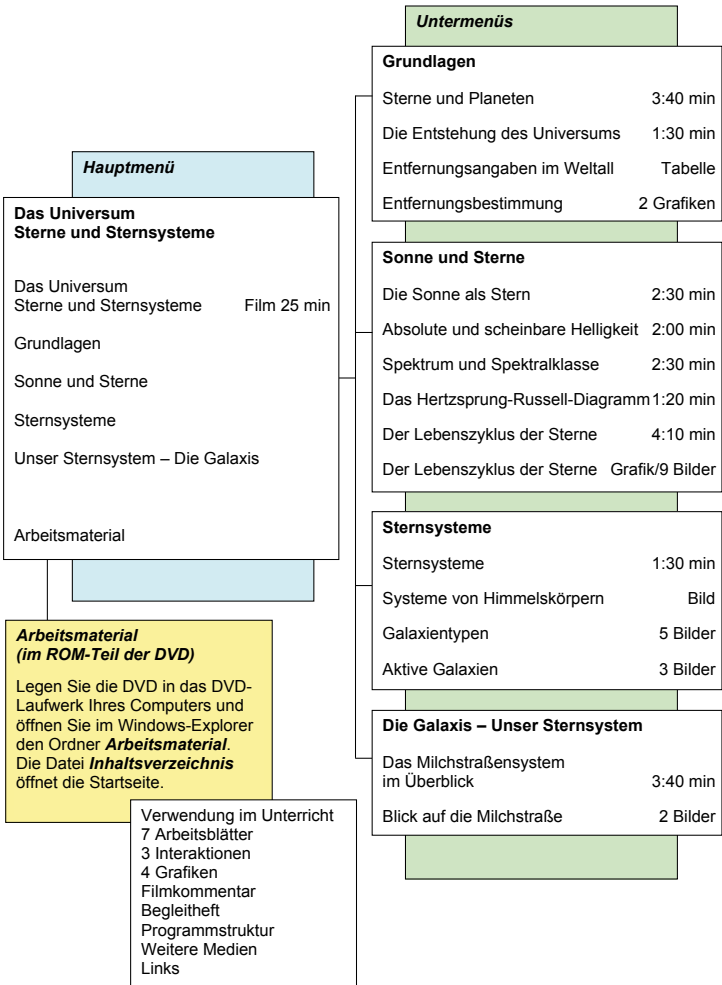 Hauptmenü
Das Universum
Sterne und Sternsysteme
Das Universum
Sterne und Sternsysteme Film 25 min
Grundlagen
Sonne und Sterne
Sternsysteme
Unser Sternsystem – Die Galaxis
Arbeitsmaterial
Arbeitsmaterial
(im ROM-Teil der DVD)
Legen Sie die DVD in das DVD-
Laufwerk Ihres Computers und
öffnen Sie im Windows-Explorer
den Ordner Arbeitsmaterial.
Die Datei Inhaltsverzeichnis
öffnet die Startseite.
Verwendung im Unterricht
7 Arbeitsblätter
3 Interaktionen
4 Grafiken
Filmkommentar
Begleitheft
Programmstruktur
Weitere Medien
Links
Untermenüs
Grundlagen
Sterne und Planeten 3:40 min
Die Entstehung des Universums 1:30 min
Entfernungsangaben im Weltall Tabelle
Entfernungsbestimmung 2 Grafiken
Sonne und Sterne
Die Sonne als Stern 2:30 min
Absolute und scheinbare Helligkeit 2:00 min
Spektrum und Spektralklasse 2:30 min
Das Hertzsprung-Russell-Diagramm 1:20 min
Der Lebenszyklus der Sterne 4:10 min
Der Lebenszyklus der Sterne Grafik/9 Bilder
Sternsysteme
Sternsysteme 1:30 min
Systeme von Himmelskörpern Bild
Galaxientypen 5 Bilder
Aktive Galaxien 3 Bilder
Die Galaxis – Unser Sternsystem
Das Milchstraßensystem
im Überblick 3:40 min
Blick auf die Milchstraße 2 Bilder